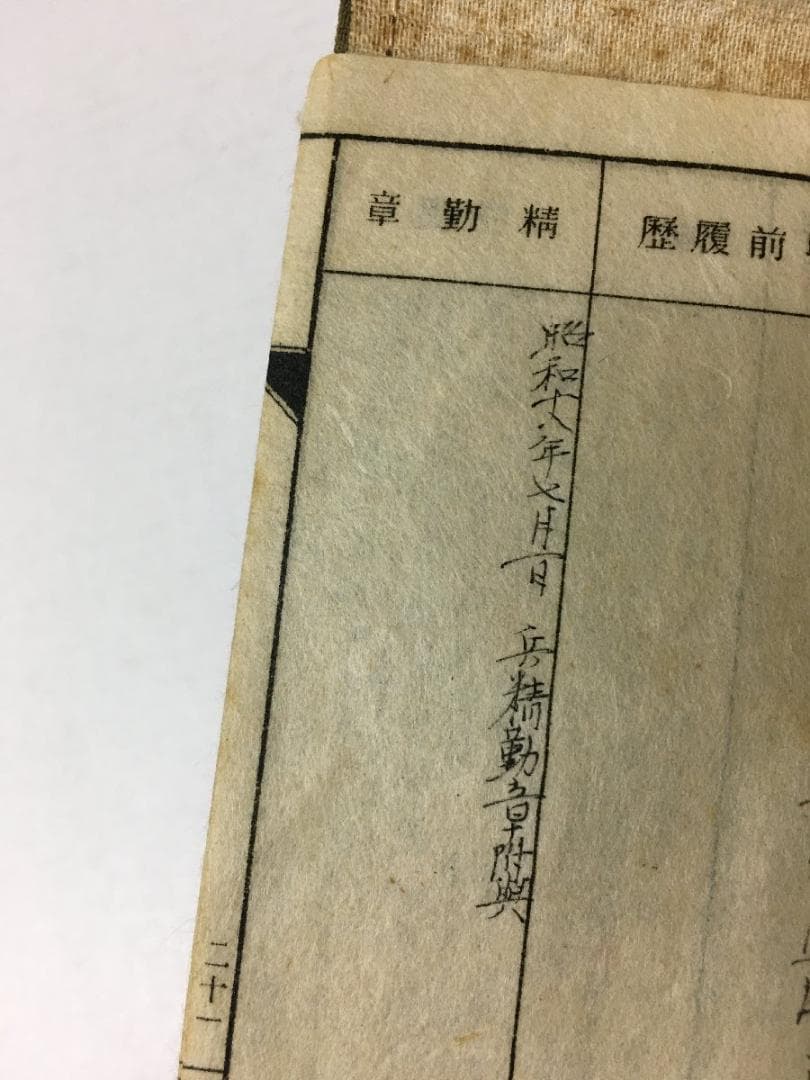 履歴前
精勤章
昭和十八年七月一日 兵精勤章附與
二十一